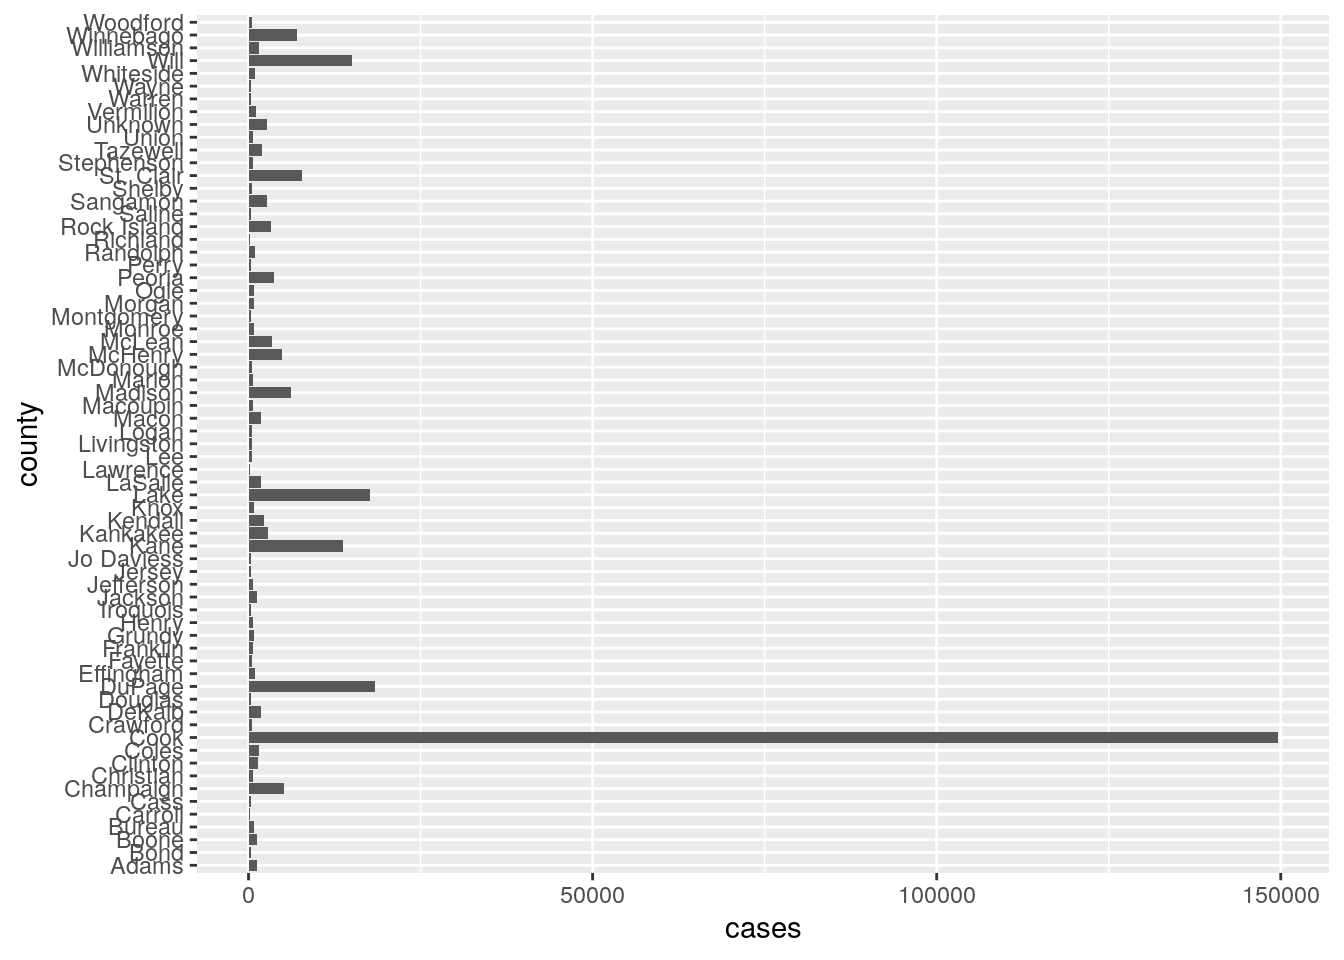 Woodford
Winnebago
Williamson
Will
Whiteside
Wayne
Warren
Vermilion
Unknown
Union
Tazewell
Stephenson
St. Clair
Shelby
Sangamon
Saline
Rock Island
Richland
Randolph
Perry
Peoria
Ogle
Morgan
Montgomery
Monroe
McLean
McHenry
McDonough
Marion
Madison
Macoupin
Macon
Logan
Livingston
Lee
Lawrence
LaSalle
Lake
Knox
Kendall
Kankakee
Kane
Jo Daviess
Jersey
Jefferson
Jackson
Iroquois
Henry
Grundy
Franklin
Fayette
Effingham
DuPage
Douglas
DeKalb
Crawford
Cook
Coles
Clinton
Christian
Champaign
Cass
Carroll
Bureau
Boone
Bond
Adams
county
0 50000 100000 150000
cases